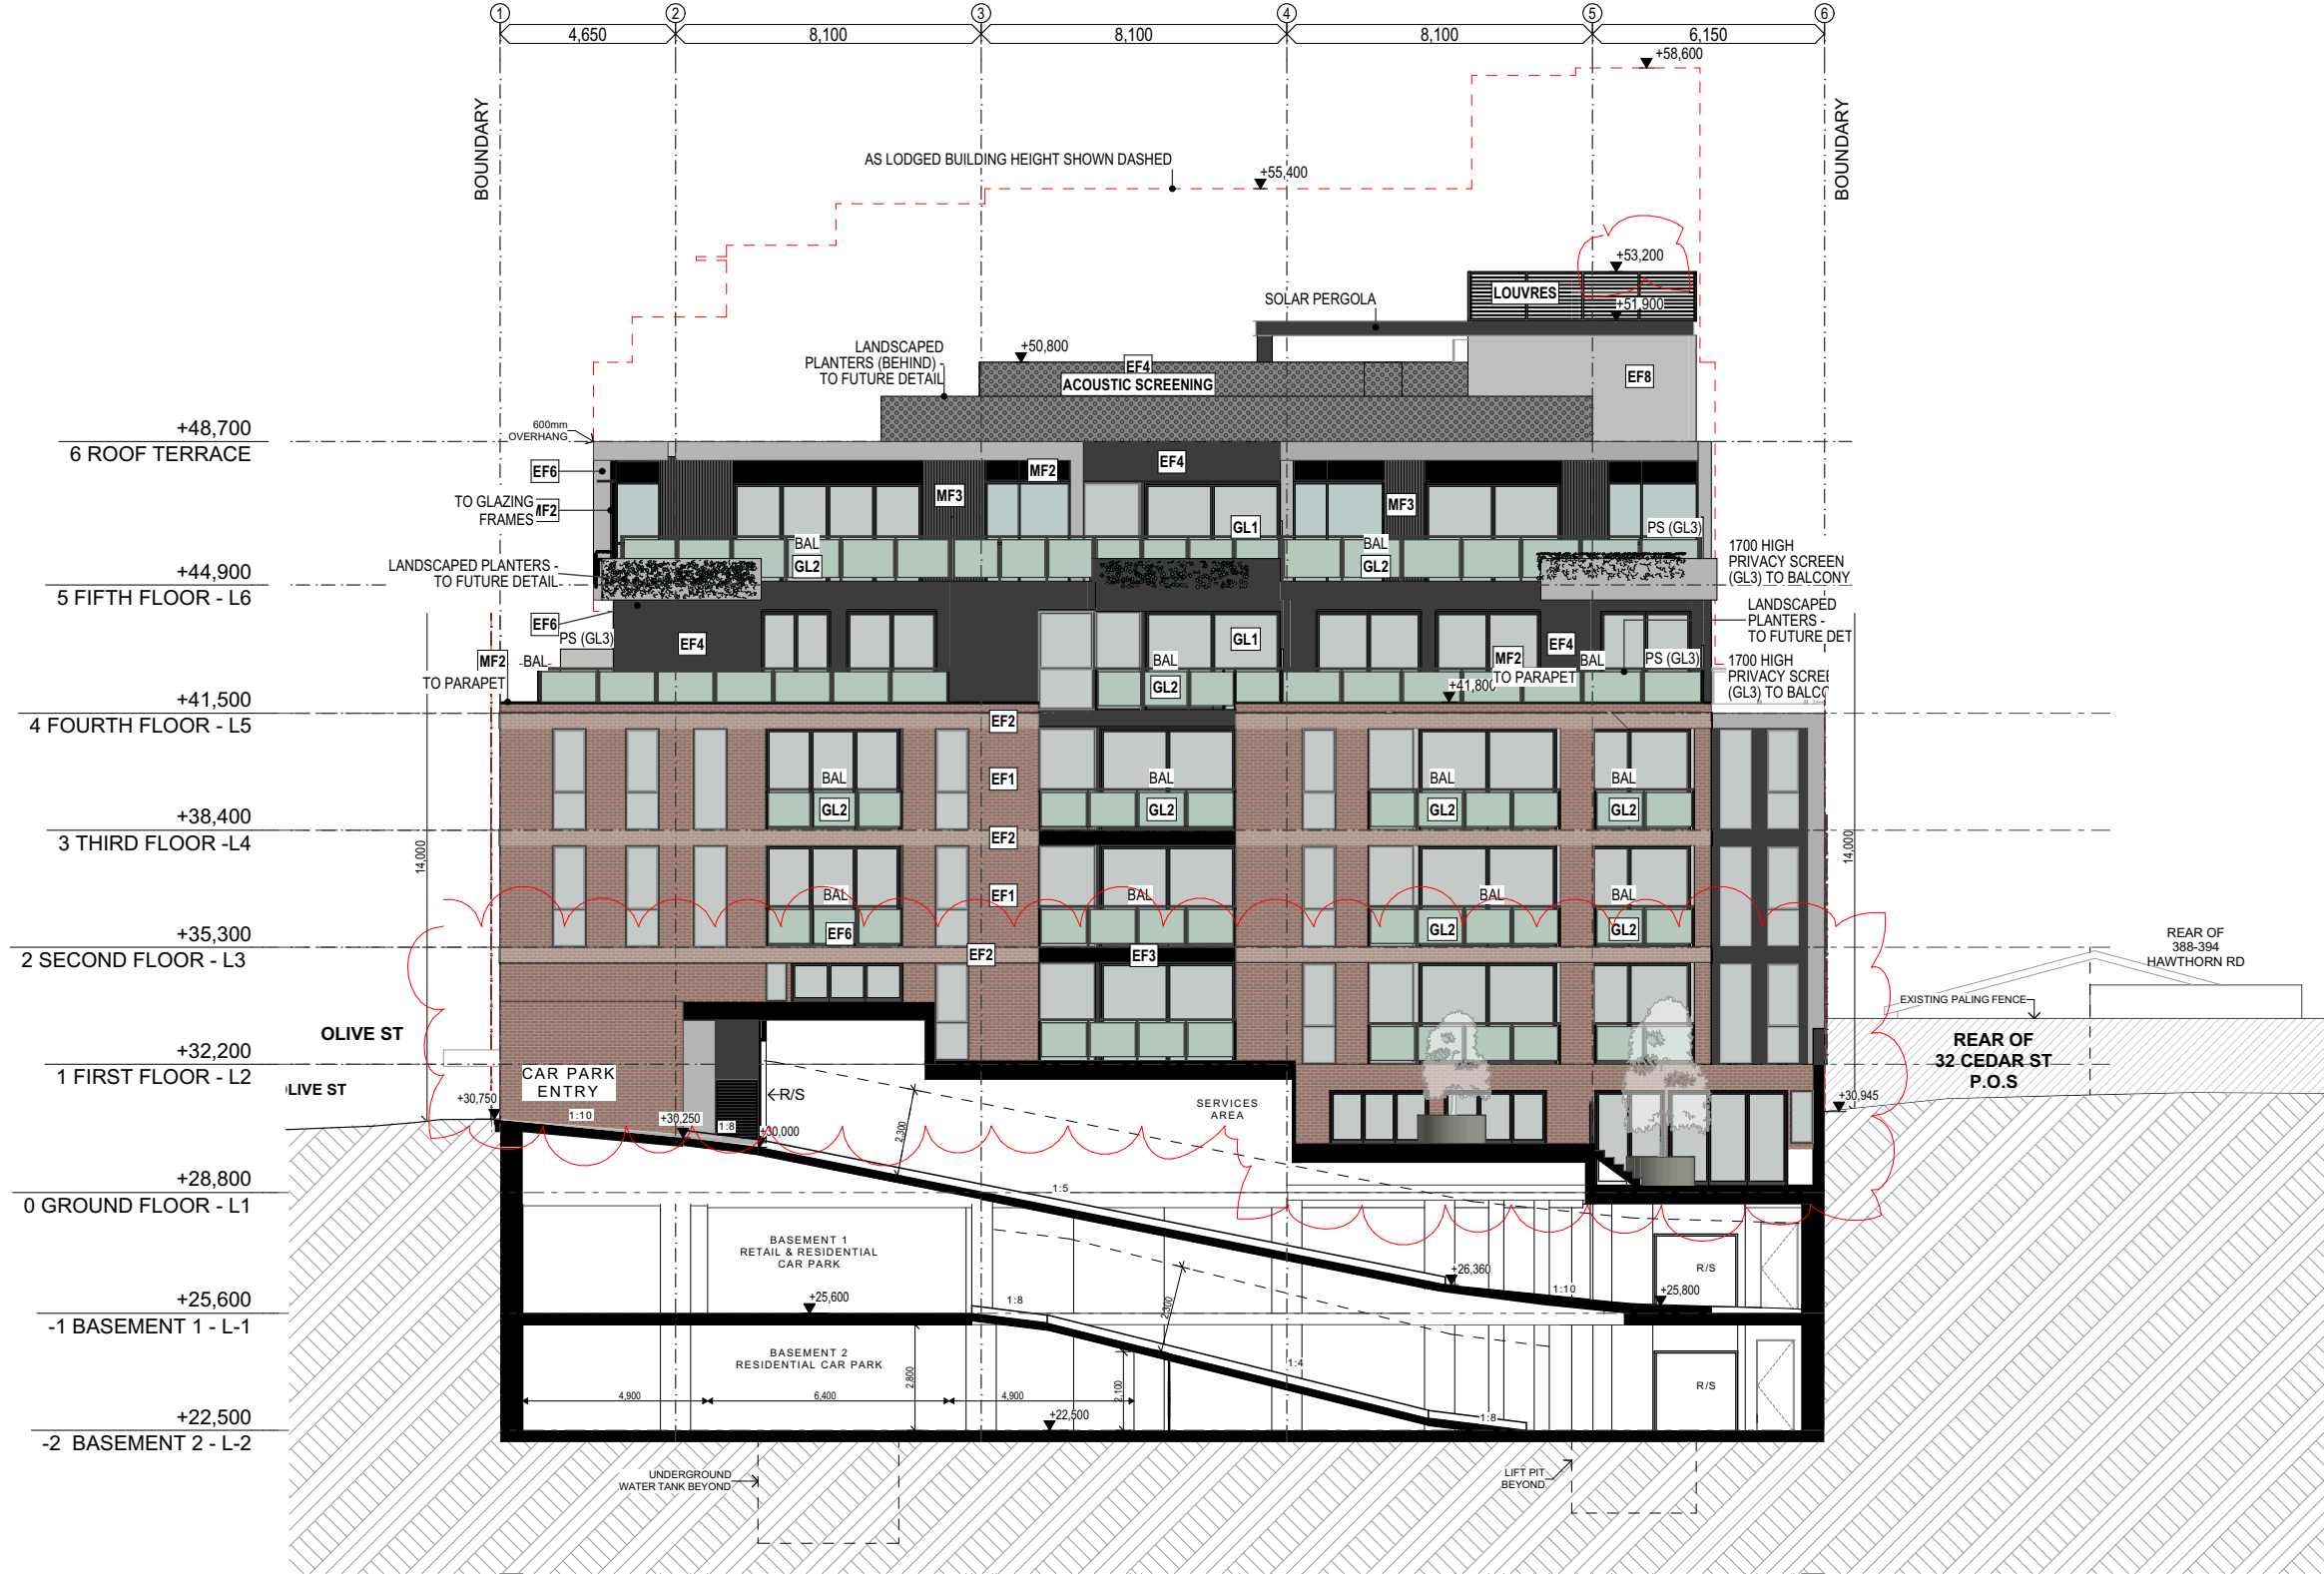 1
2
3
4
5
6
4,650
8,100
8,100
8,100
6,150
+58,600
BOUNDARY
BOUNDARY
AS LODGED BUILDING HEIGHT SHOWN DASHED
+55,400
+53,200
LOUVRES
+51,900
SOLAR PERGOLA
LANDSCAPED
PLANTERS (BEHIND) -
TO FUTURE DETAIL
+50,800
EF4
ACOUSTIC SCREENING
EF8
+48,700
6 ROOF TERRACE
600mm
OVERHANG
EF6
TO GLAZING
FRAMES
MF2
MF3
MF2
EF4
MF3
GL1
PS (GL3)
BAL
GL2
BAL
GL2
LANDSCAPED PLANTERS -
TO FUTURE DETAIL
1700 HIGH
PRIVACY SCREEN
(GL3) TO BALCONY
+44,900
5 FIFTH FLOOR - L6
EF6
PS (GL3)
EF4
GL1
EF4
LANDSCAPED
PLANTERS -
TO FUTURE DET
MF2
BAL
TO PARAPET
BAL
GL2
MF2
TO PARAPET
BAL
PS (GL3)
1700 HIGH
PRIVACY SCREE
(GL3) TO BALCO
+41,800
+41,500
4 FOURTH FLOOR - L5
EF2
EF1
BAL
GL2
BAL
GL2
BAL
GL2
BAL
GL2
+38,400
3 THIRD FLOOR -L4
EF2
14,000
14,000
EF1
BAL
EF6
BAL
BAL
GL2
BAL
GL2
+35,300
2 SECOND FLOOR - L3
EF2
EF3
REAR OF
388-394
HAWTHORN RD
EXISTING PALING FENCE
OLIVE ST
REAR OF
32 CEDAR ST
P.O.S
+32,200
1 FIRST FLOOR - L2
OLIVE ST
CAR PARK
ENTRY
R/S
SERVICES
AREA
+30,750
1:10
+30,250
1:8
+30,000
2,300
+30,945
+28,800
0 GROUND FLOOR - L1
1:5
BASEMENT 1
RETAIL & RESIDENTIAL
CAR PARK
+26,360
R/S
+25,600
1:8
2,300
1:10
+25,800
+25,600
-1 BASEMENT 1 - L-1
BASEMENT 2
RESIDENTIAL CAR PARK
2,800
2,100
1:4
R/S
4,900
6,400
4,900
+22,500
1:8
+22,500
-2 BASEMENT 2 - L-2
UNDERGROUND
WATER TANK BEYOND
LIFT PIT
BEYOND